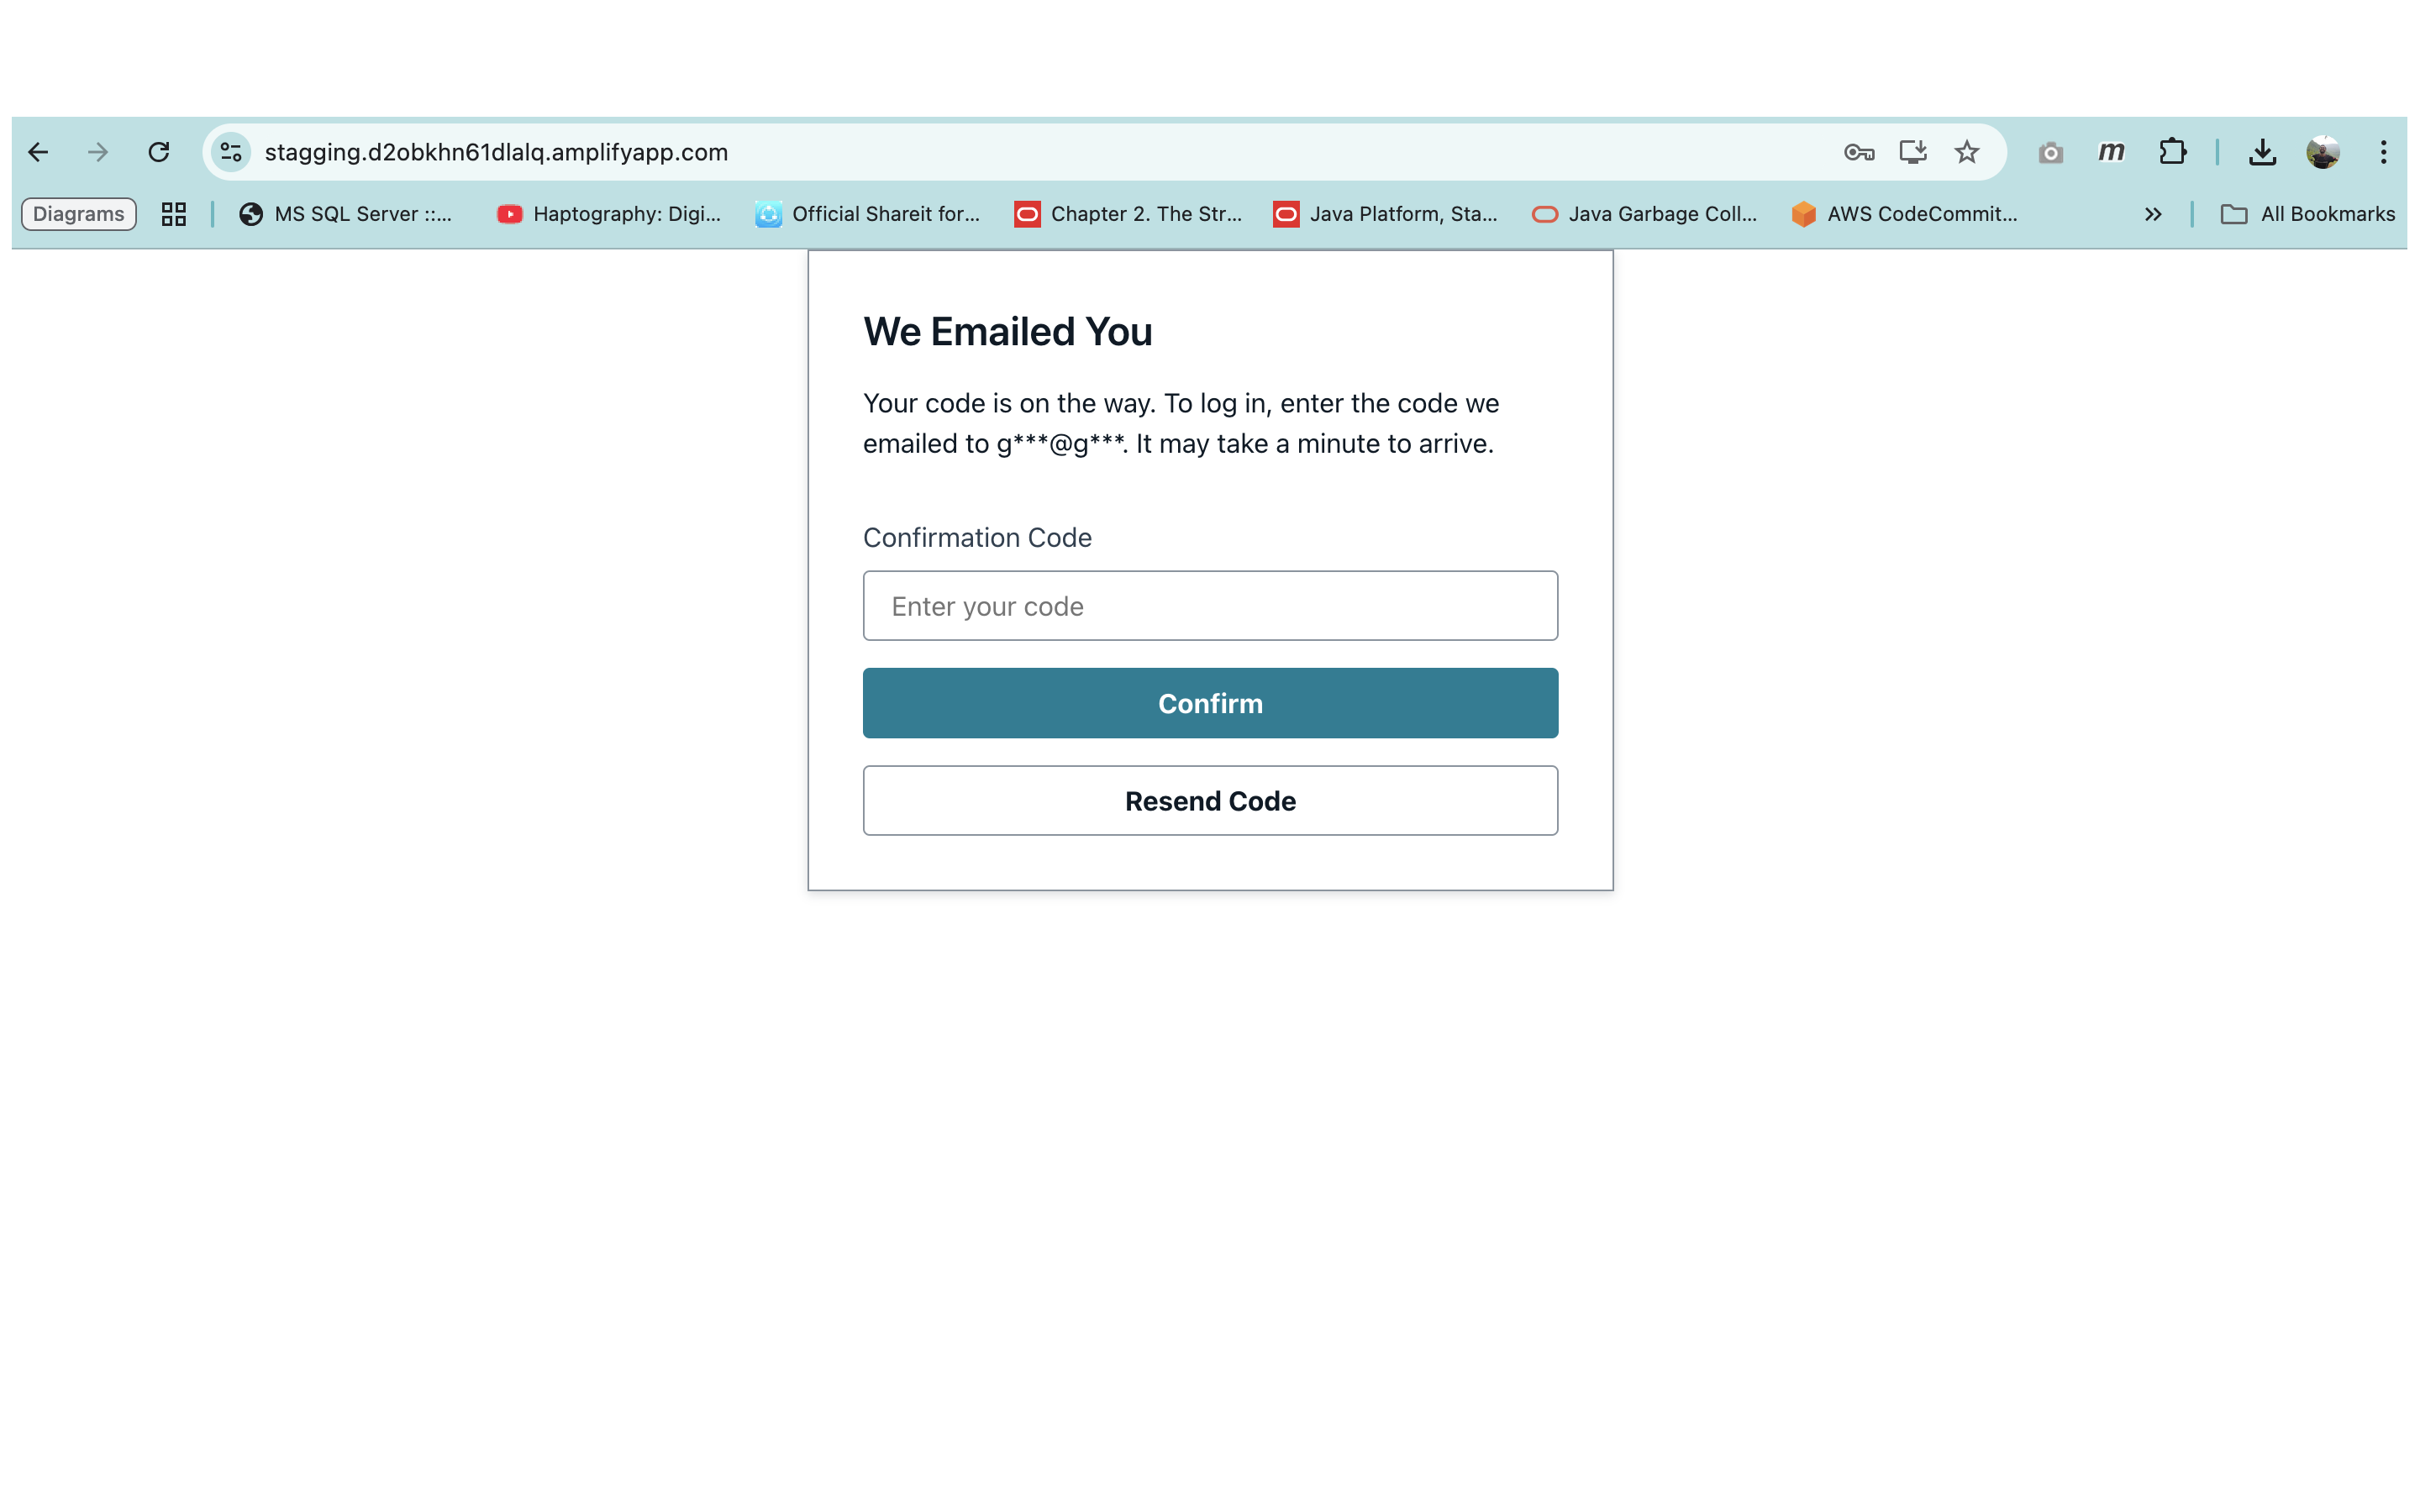 stagging.d2obkhn61dlalq.amplifyapp.com
m
Diagrams
MS SQL Server ::...
Haptography: Digi...
Official Shareit for...
Chapter 2. The Str...
Java Platform, Sta...
Java Garbage Coll...
AWS CodeCommit...
All Bookmarks
We Emailed You
Your code is on the way. To log in, enter the code we
emailed to g***@g***. It may take a minute to arrive.
Confirmation Code
Enter your code
Confirm
Resend Code